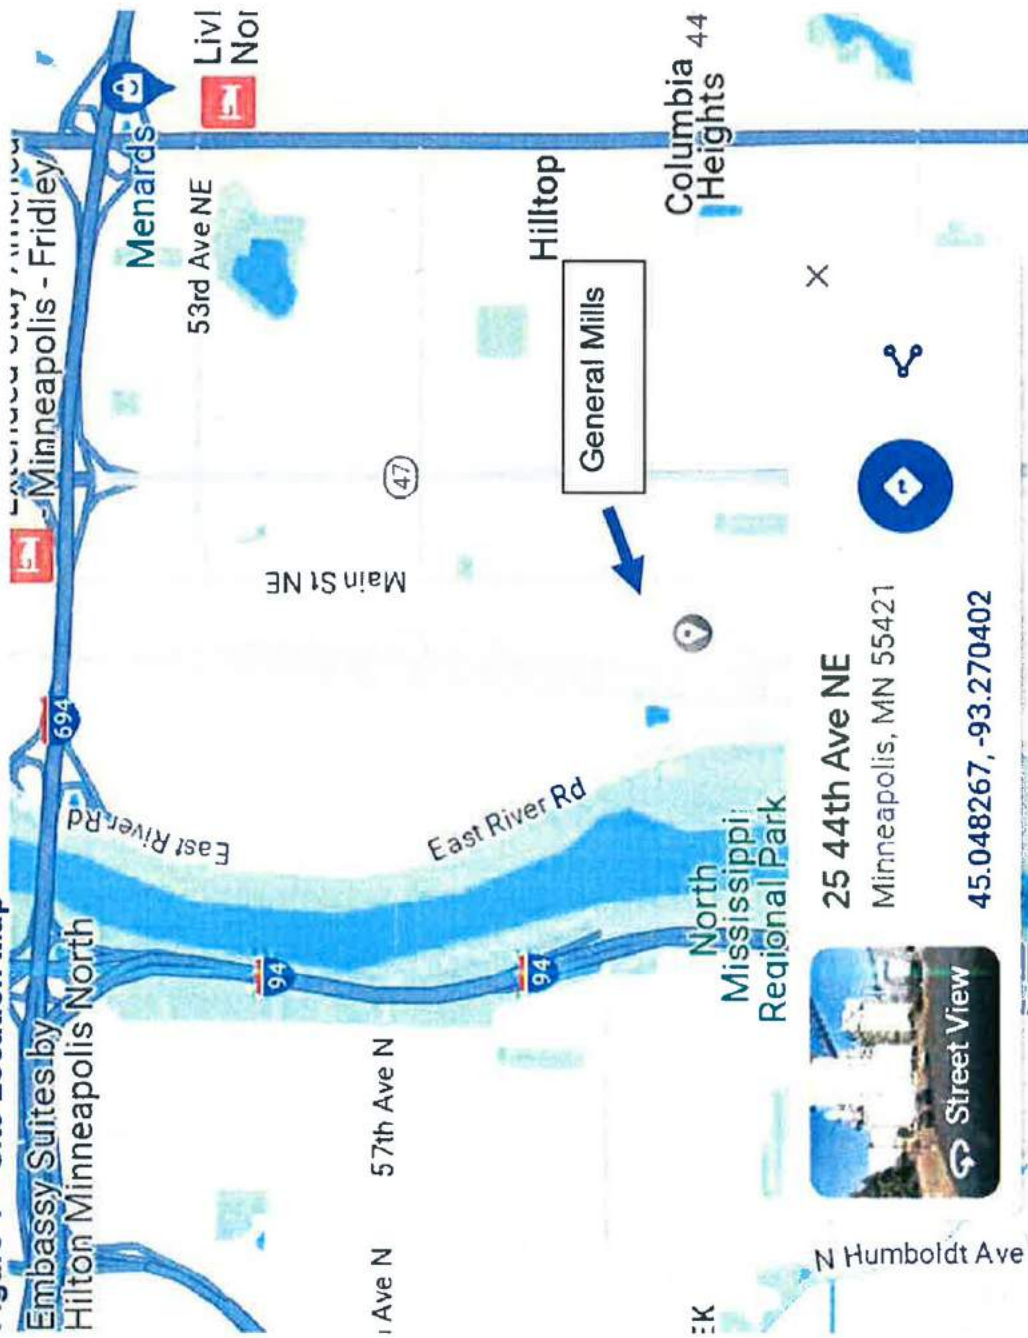 Embassy Suites by
Hilton Minneapolis North
694
- Minneapolis - Fridley
Menards
53rd Ave NE
East River Rd
94
57th Ave N
Main St NE
47
East River Rd
94
Hilltop
General Mills
Columbia
Heights
44
Ave N
North
Mississippi
Regional Park
N Humboldt Ave
Street View
25 44th Ave NE
Minneapolis, MN 55421
45.048267, -93.270402